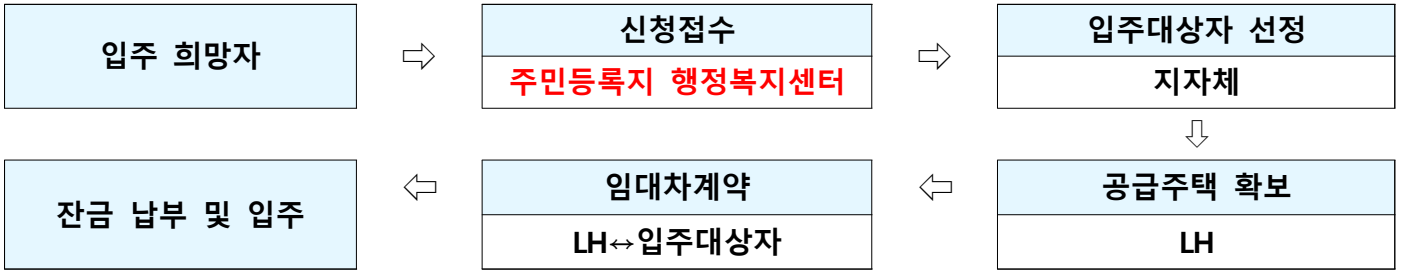 입주 희망자
⇨
신청접수
주민등록지 행정복지센터
⇨
입주대상자 선정
지자체
⇩
공급주택 확보
LH
⇦
임대차계약
LH↔입주대상자
⇦
잔금 납부 및 입주